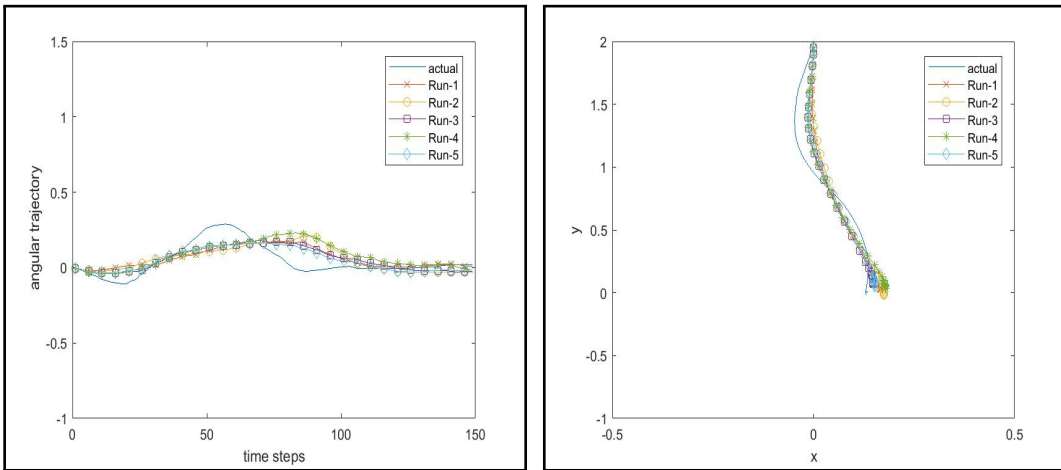 1.5
1
0.5
0
-0.5
-1
angular trajectory
0
50
100
150
time steps
actual
Run-1
Run-2
Run-3
Run-4
Run-5
2
1.5
1
0.5
0
-0.5
-1
y
-0.5
0
0.5
x
actual
Run-1
Run-2
Run-3
Run-4
Run-5